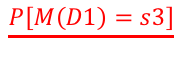 P[M(D1) = s3]